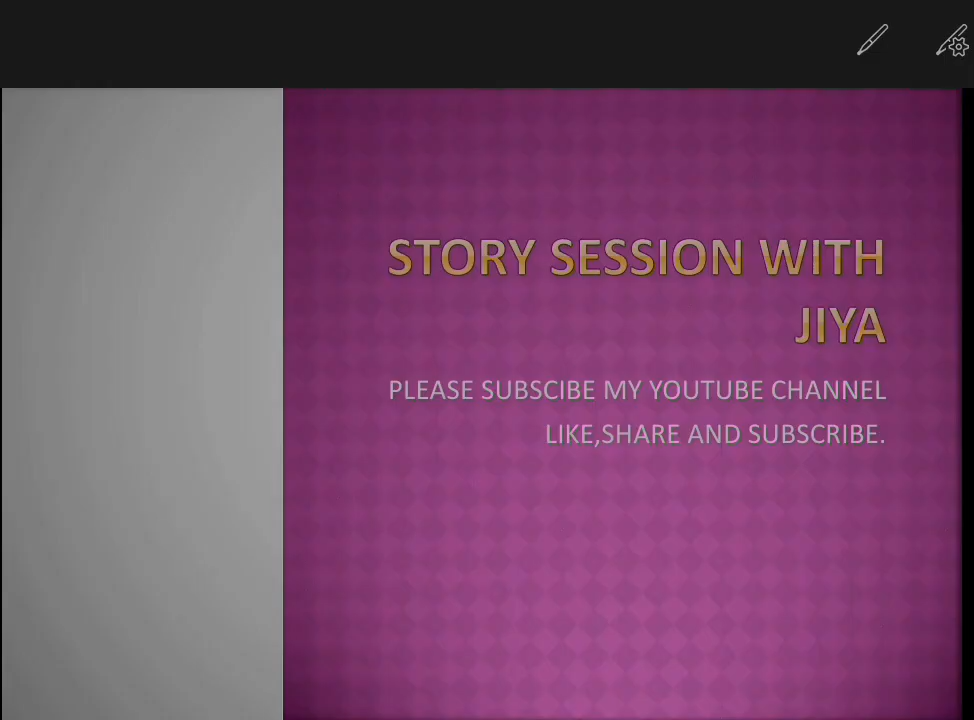 STORY SESSION WITH
JIYA
PLEASE SUBSCIBE MY YOUTUBE CHANNEL
LIKE,SHARE AND SUBSCRIBE.